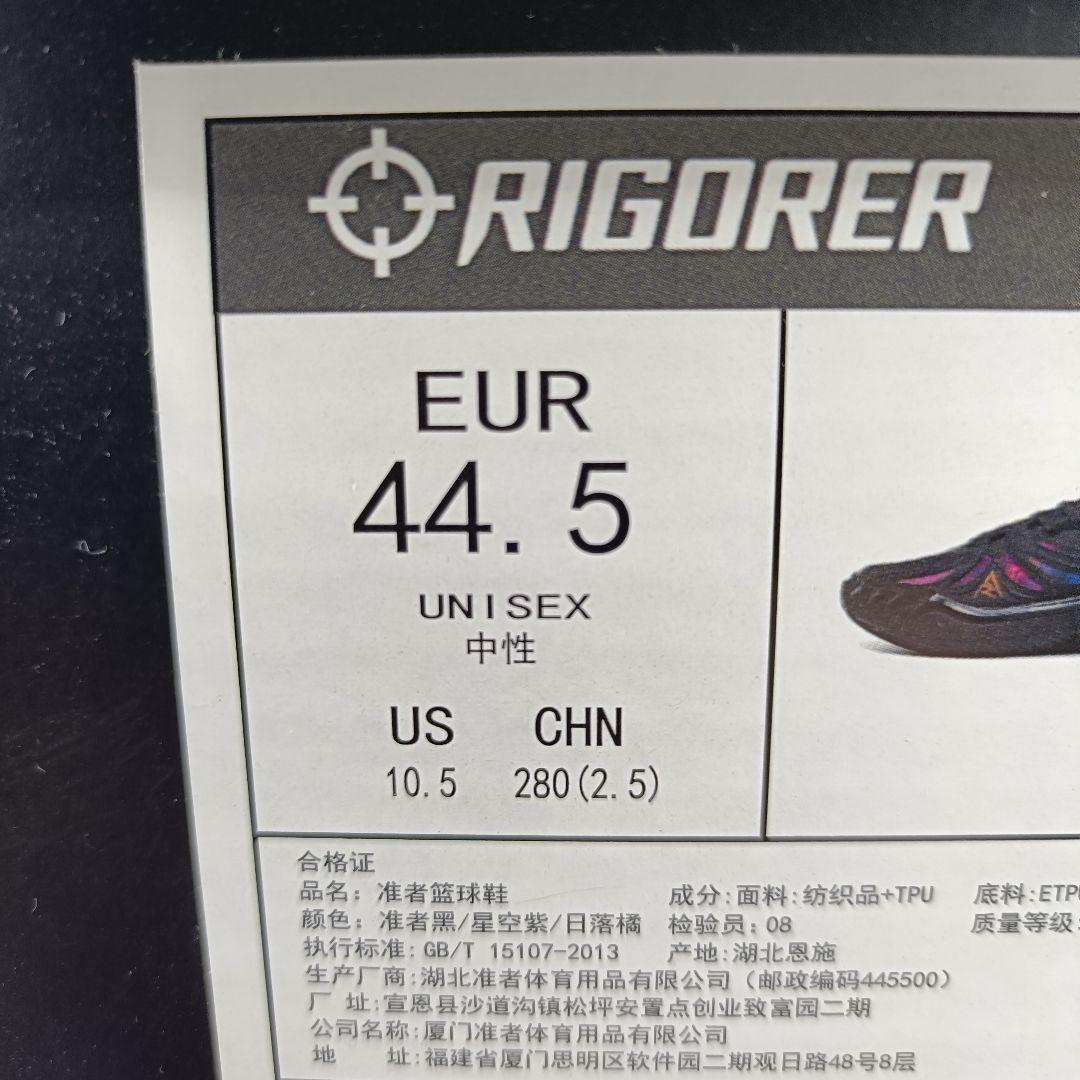 RIGORER
EUR
44.5
UNISEX
中性
US CHN
10.5 280(2.5)
合格证
品名: 准者篮球鞋 成分:面料:纺织品+TPU 底料:ETPU
颜色: 准者黑/星空紫/日落橘 检验员:08 质量等级:
执行标准: GB/T 15107-2013 产地:湖北恩施
生产厂商:湖北准者体育用品有限公司(邮政编码445500)
厂 址:宣恩县沙道沟镇松坪安置点创业致富园二期
公司名称:厦门准者体育用品有限公司
地 址:福建省厦门思明区软件园二期观日路48号8层